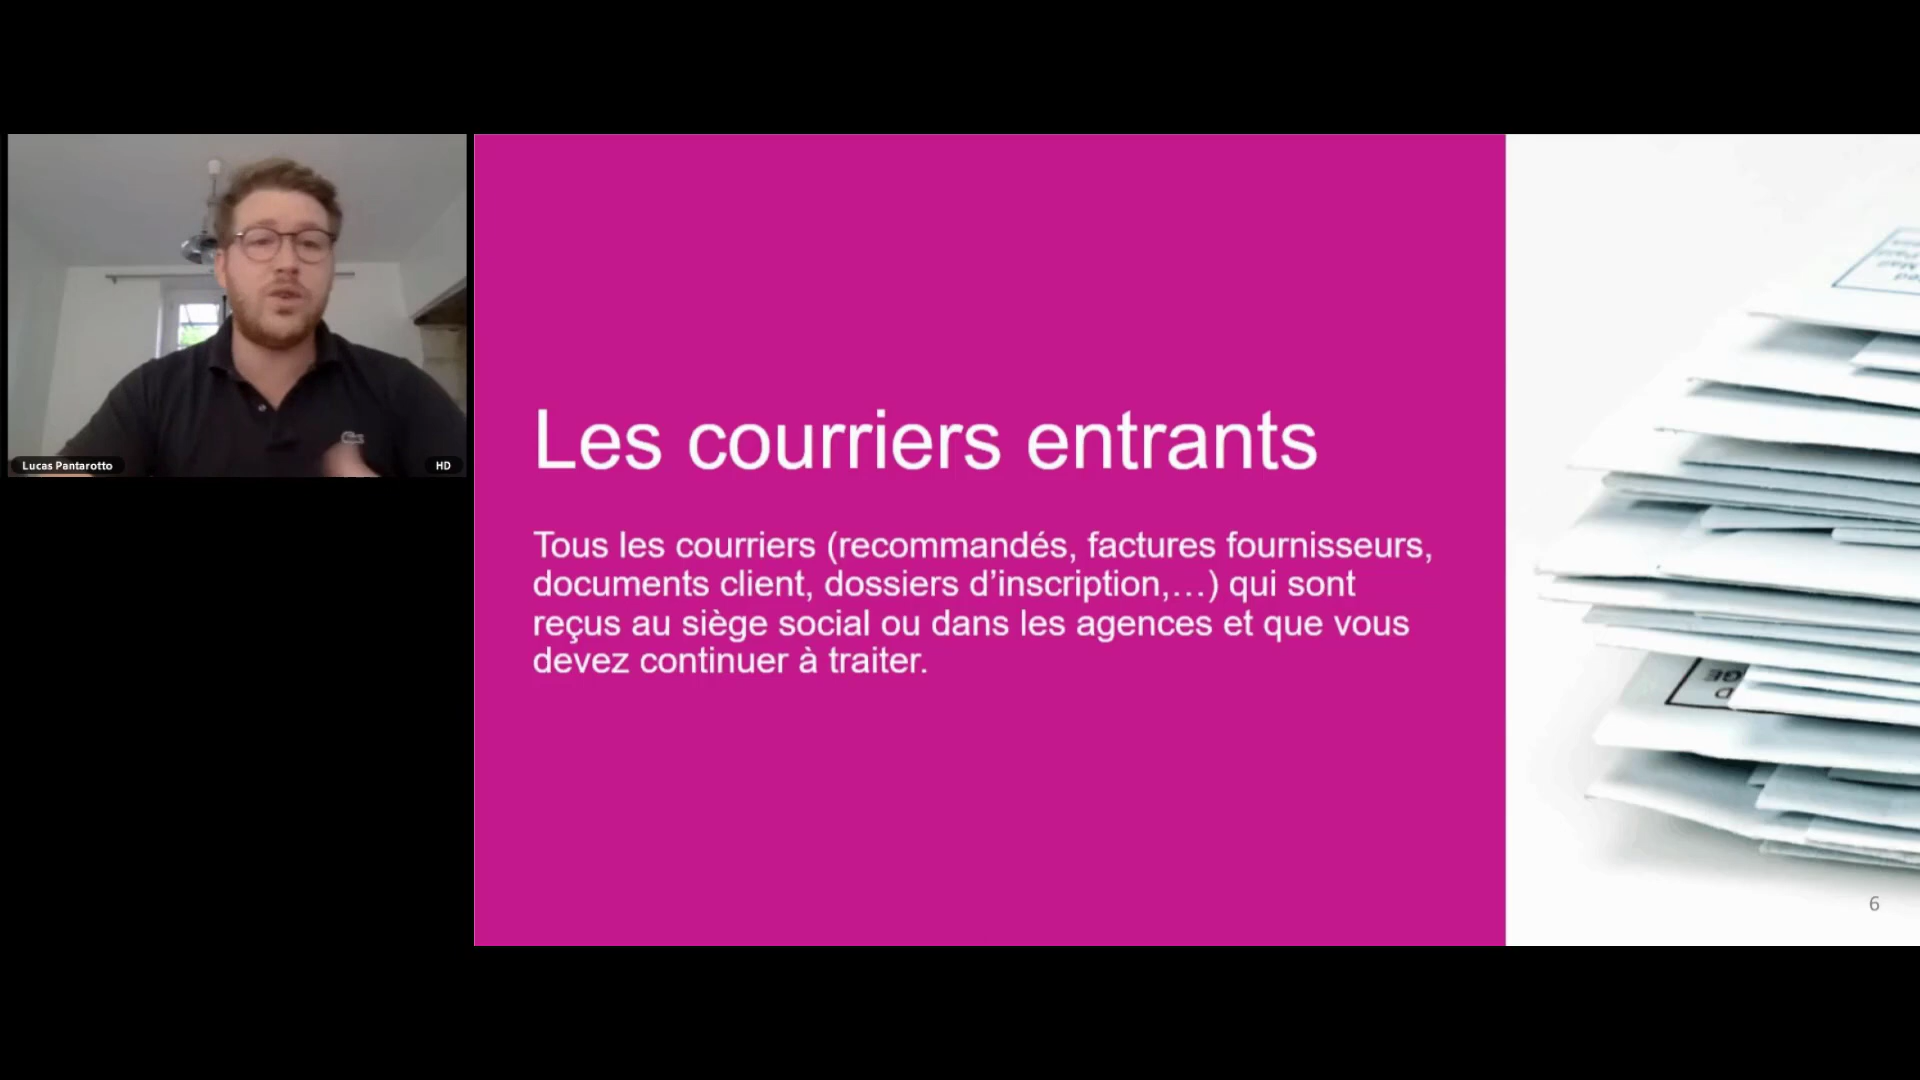 Lucas Pantarotto
HD
Les courriers entrants
Tous les courriers (recommandés, factures fournisseurs,
documents client, dossiers d’inscription,…) qui sont
reçus au siège social ou dans les agences et que vous
devez continuer à traiter.
6